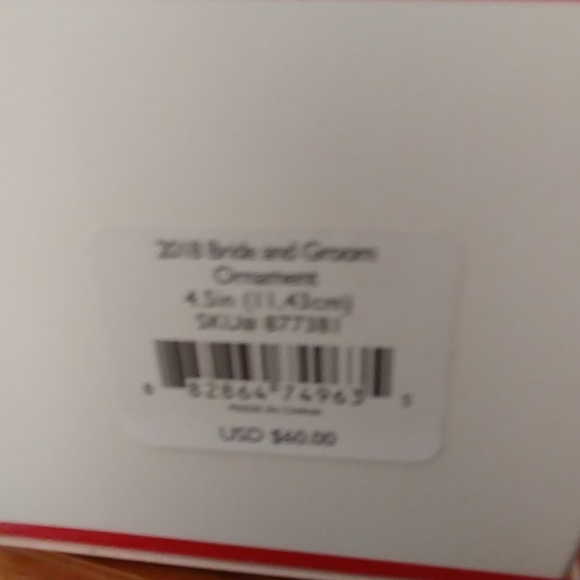 2018 Bride and Groom
Ornament
4.5in (11.43cm)
SKU# 877381
8 82864 74963 5
Made in China
USD $60.00